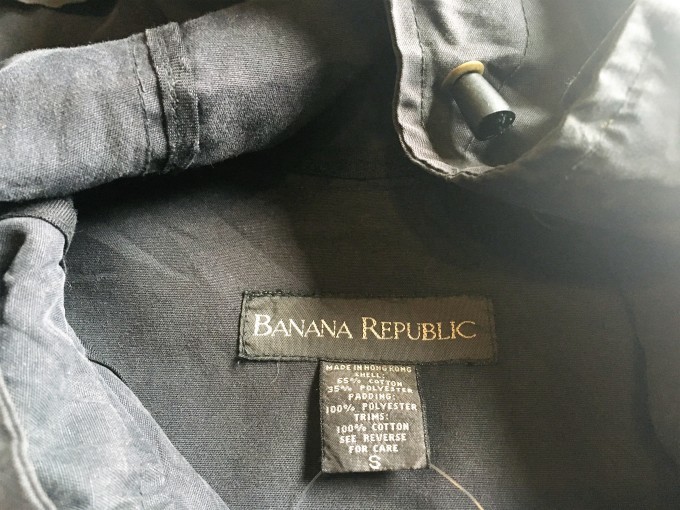 BANANA REPUBLIC
MADE IN HONG KONG
SHELL:
65% COTTON
35% POLYESTER
PADDING:
100% POLYESTER
TRIMS:
100% COTTON
SEE REVERSE
FOR CARE
S